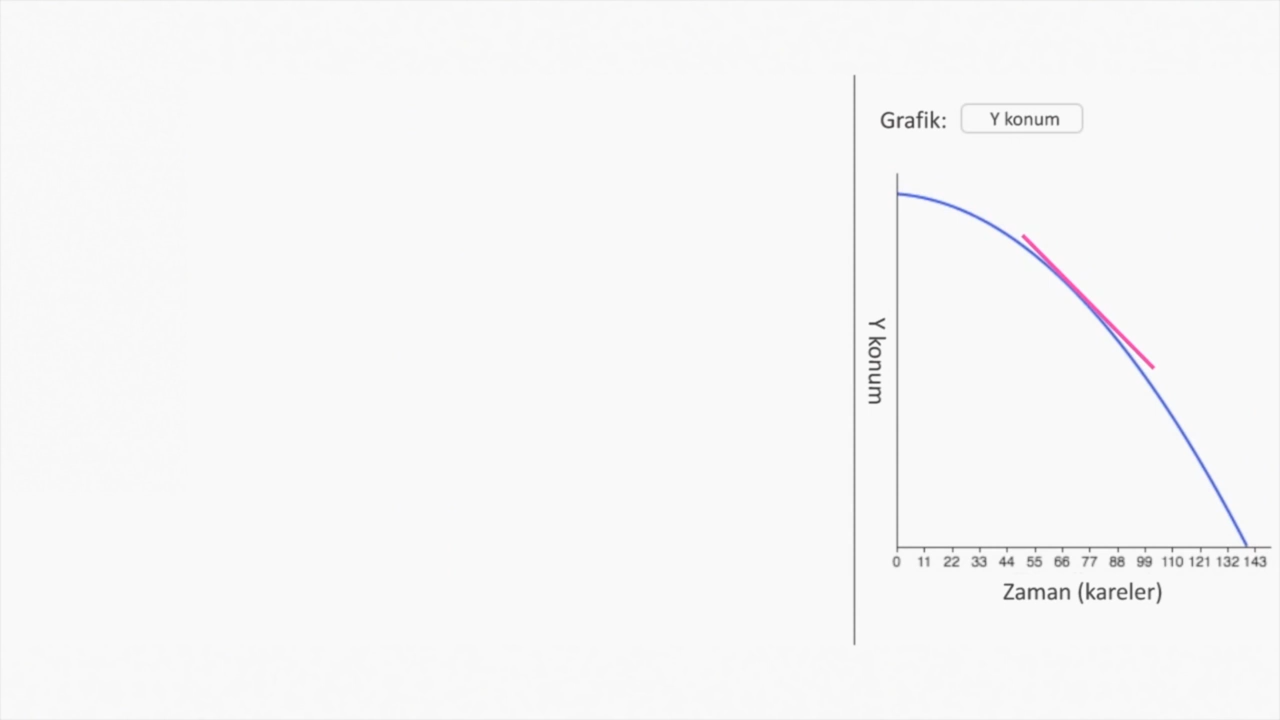 Grafik: Y konum
Y konum
0 11 22 33 44 55 66 77 88 99 110 121 132 143
Zaman (kareler)